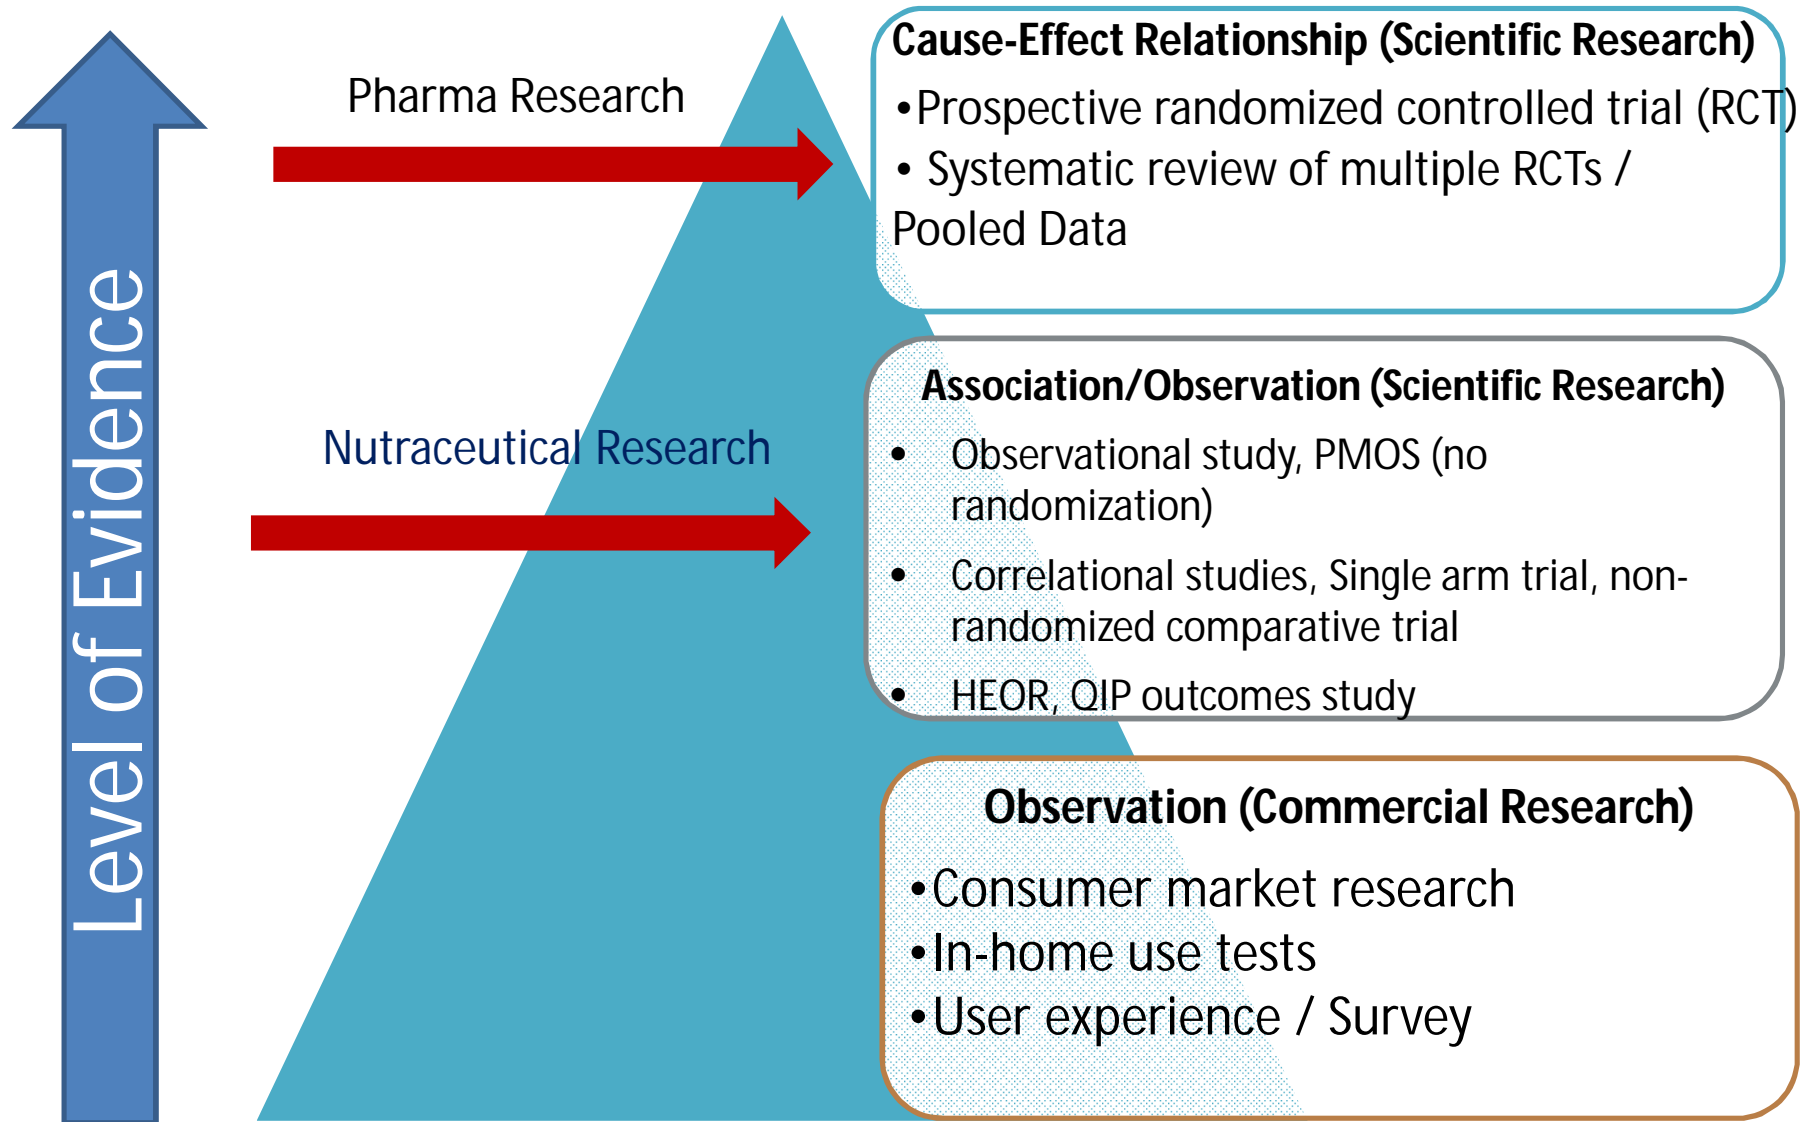 Level of Evidence
Pharma Research
Nutraceutical Research
Cause-Effect Relationship (Scientific Research)
•Prospective randomized controlled trial (RCT)
• Systematic review of multiple RCTs /
Pooled Data
Association/Observation (Scientific Research)
• Observational study, PMOS (no
randomization)
• Correlational studies, Single arm trial, non-
randomized comparative trial
• HEOR, QIP outcomes study
Observation (Commercial Research)
•Consumer market research
•In-home use tests
•User experience / Survey